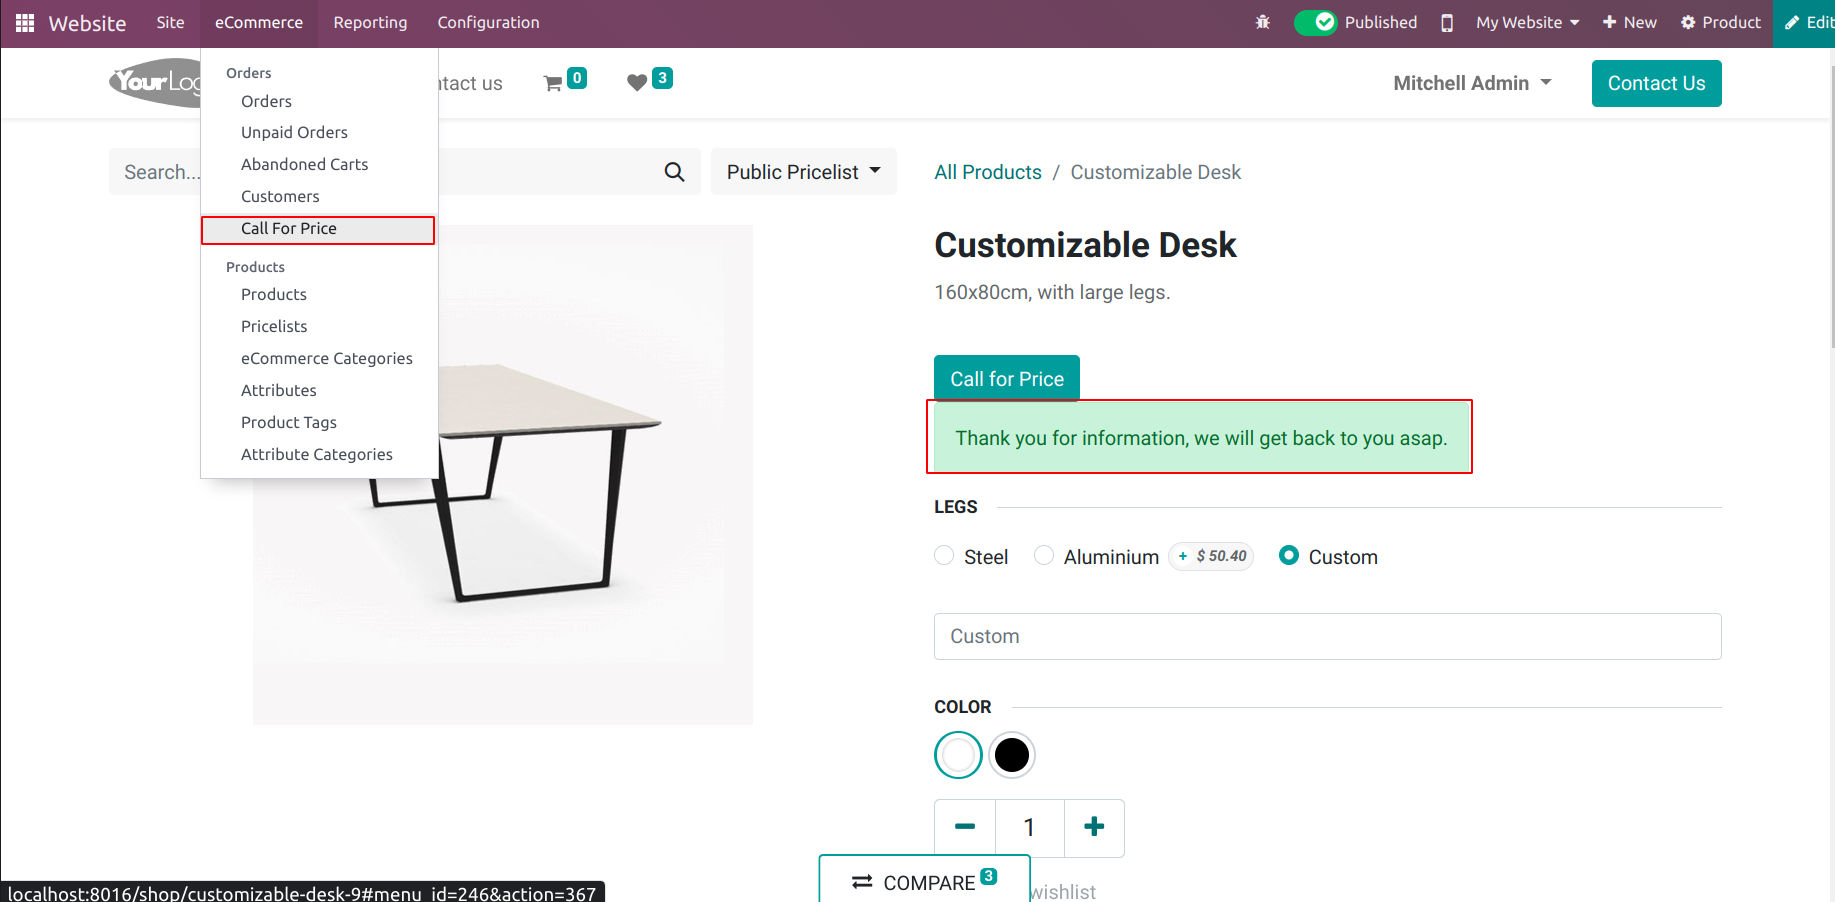 Website Site eCommerce Reporting Configuration Published My Website New Product Edit
YourLog ntact us 0 3 Mitchell Admin Contact Us
Orders
Orders
Unpaid Orders
Abandoned Carts
Customers
Call For Price
Products
Products
Pricelists
eCommerce Categories
Attributes
Product Tags
Attribute Categories
Search... Public Pricelist
All Products / Customizable Desk
Customizable Desk
160x80cm, with large legs.
Call for Price
Thank you for information, we will get back to you asap.
LEGS
Steel Aluminium + $ 50.40 Custom
Custom
COLOR
1
COMPARE 3
wishlist
localhost:8016/shop/customizable-desk-9#menu_id=246&action=367